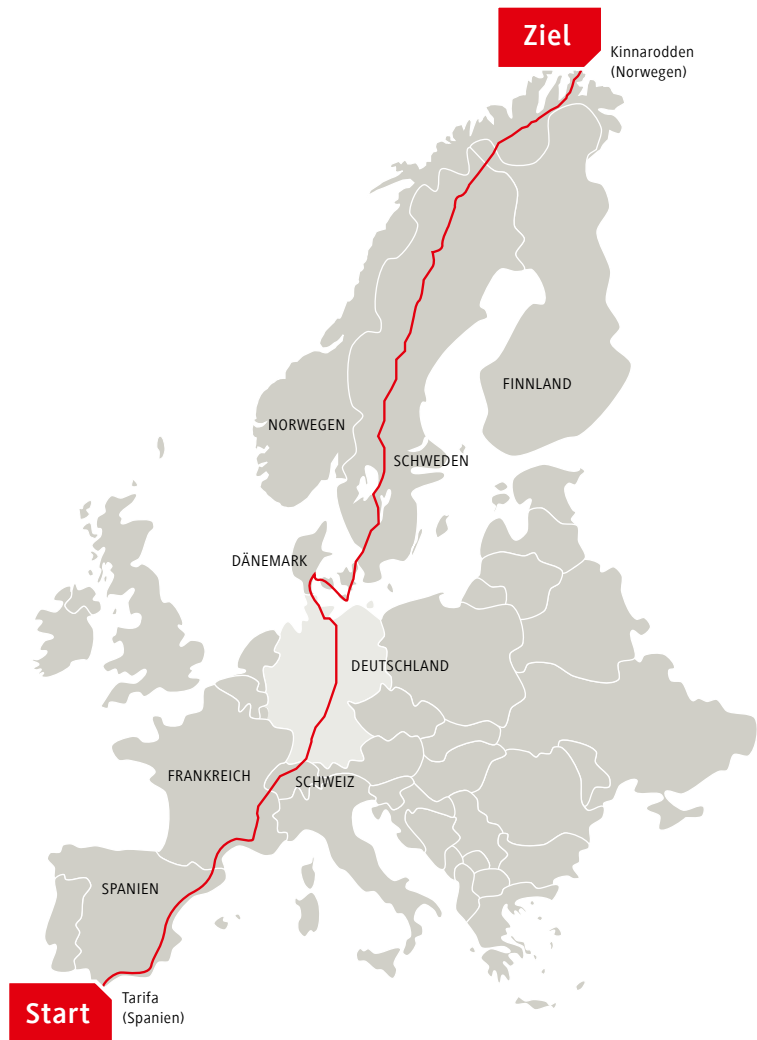 Ziel
Kinnarodden
(Norwegen)
FINNLAND
NORWEGEN
SCHWEDEN
DÄNEMARK
DEUTSCHLAND
FRANKREICH
SCHWEIZ
SPANIEN
Start
Tarifa
(Spanien)